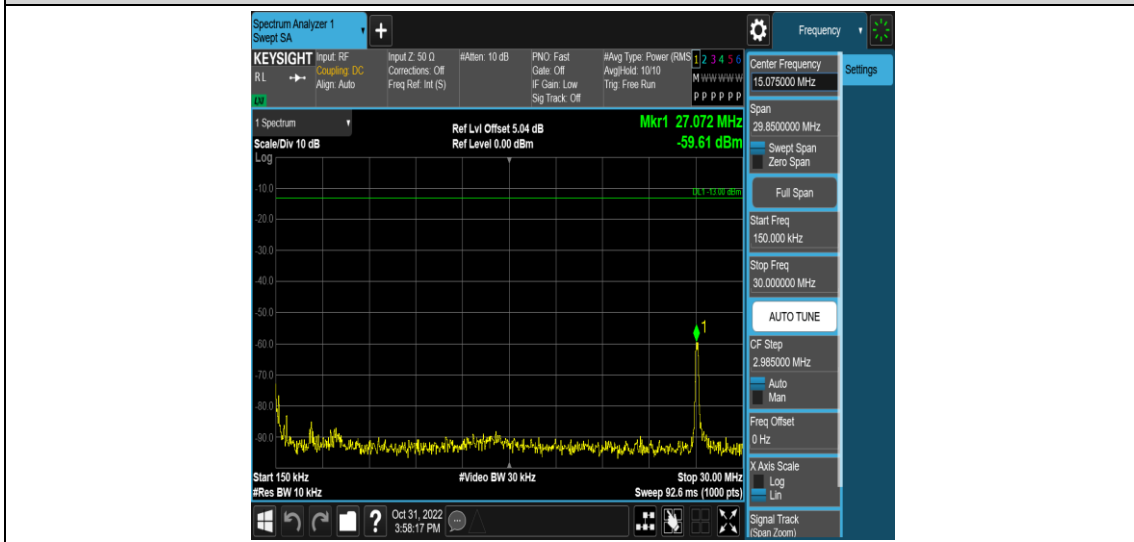 Spectrum Analyzer 1
Swept SA
+
Frequency
KEYSIGHT
RL
LXI
Input: RF
Coupling: DC
Align: Auto
Input Z: 50 Ω
Corrections: Off
Freq Ref: Int (S)
#Atten: 10 dB
PNO: Fast
Gate: Off
IF Gain: Low
Sig Track: Off
#Avg Type: Power (RMS
Avg|Hold: 10/10
Trig: Free Run
1 2 3 4 5 6
M W W W W W
P P P P P P
1 Spectrum
Scale/Div 10 dB
Log
Ref Lvl Offset 5.04 dB
Ref Level 0.00 dBm
Mkr1 27.072 MHz
-59.61 dBm
DL1 -13.00 dBm
-10.0
-20.0
-30.0
-40.0
-50.0
-60.0
-70.0
-80.0
-90.0
1
Start 150 kHz
#Res BW 10 kHz
#Video BW 30 kHz
Stop 30.00 MHz
Sweep 92.6 ms (1000 pts)
Center Frequency
15.075000 MHz
Settings
Span
29.8500000 MHz
Swept Span
Zero Span
Full Span
Start Freq
150.000 kHz
Stop Freq
30.000000 MHz
AUTO TUNE
CF Step
2.985000 MHz
Auto
Man
Freq Offset
0 Hz
X Axis Scale
Log
Lin
Signal Track
(Span Zoom)
?
Oct 31, 2022
3:58:17 PM